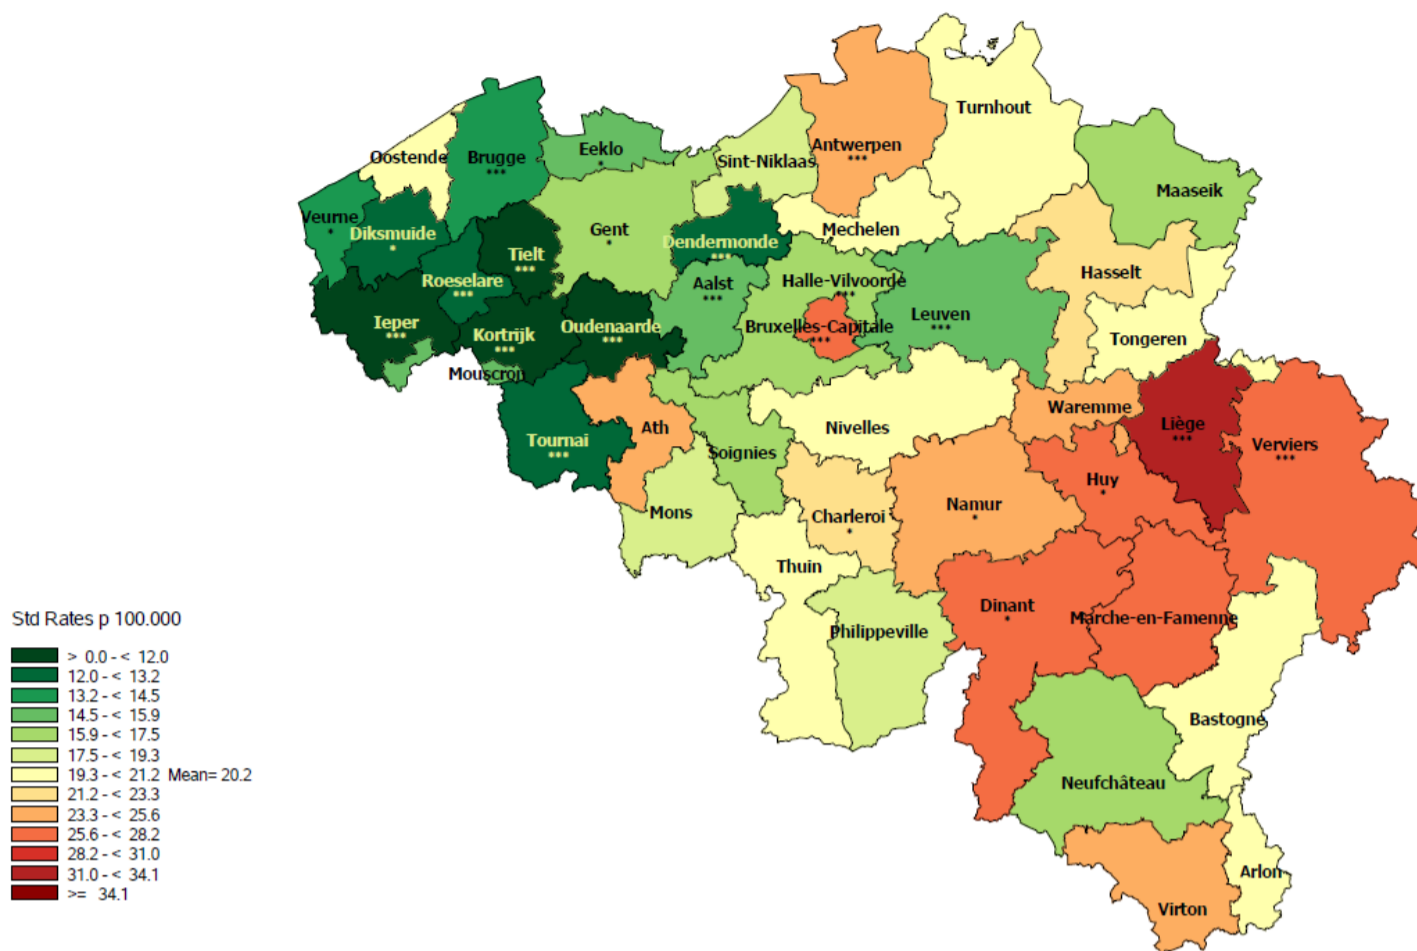 Turnhout
Antwerpen
***
Eeklo
*
Oostende
Brugge
***
Sint-Niklaas
Maaseik
Veurne
*
Diksmuide
*
Gent
*
Mechelen
Dendermonde
***
Tielt
***
Hasselt
Roeselare
***
Aalst
***
Halle-Vilvoorde
***
Leuven
***
Ieper
***
Kortrijk
***
Oudenaarde
***
Bruxelles-Capitale
***
Tongeren
Mouscron
Waremme
Liège
***
Tournai
***
Ath
Nivelles
Verviers
***
Soignies
Huy
*
Mons
Charleroi
*
Namur
*
Thuin
Dinant
*
Marche-en-Famenne
Philippeville
Bastogne
Neufchâteau
Arlon
Virton
Std Rates p 100.000
> 0.0 - < 12.0
12.0 - < 13.2
13.2 - < 14.5
14.5 - < 15.9
15.9 - < 17.5
17.5 - < 19.3
19.3 - < 21.2 Mean= 20.2
21.2 - < 23.3
23.3 - < 25.6
25.6 - < 28.2
28.2 - < 31.0
31.0 - < 34.1
>= 34.1